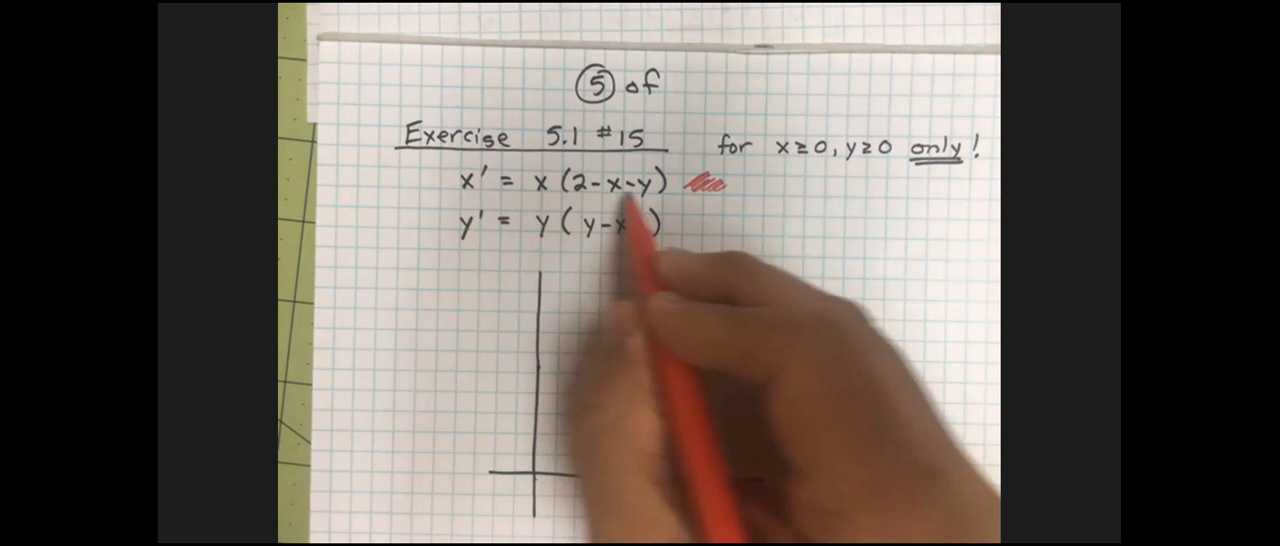 ⑤ of
Exercise 5.1 #15 for x ≥ 0, y ≥ 0 only!
x' = x (2-x-y)
y' = y ( y-x )